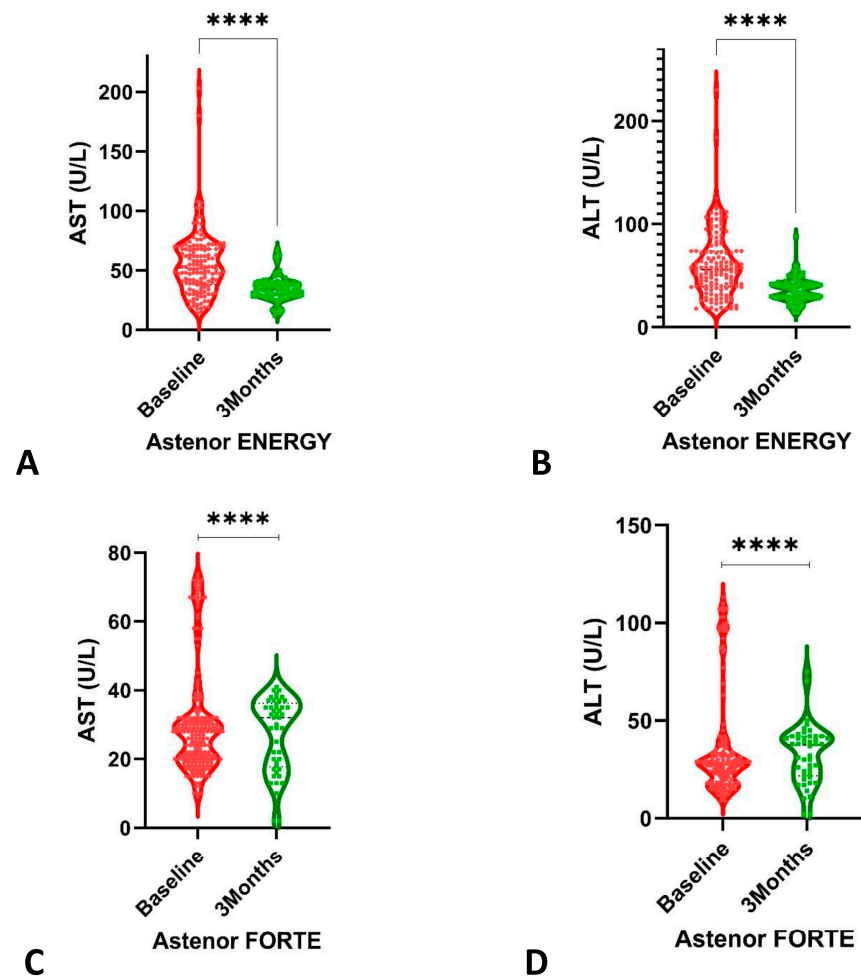 ****
AST (U/L)
200
150
100
50
0
Baseline
3Months
Astenor ENERGY
A
****
ALT (U/L)
200
100
0
Baseline
3Months
Astenor ENERGY
B
****
AST (U/L)
80
60
40
20
0
Baseline
3Months
Astenor FORTE
C
****
ALT (U/L)
150
100
50
0
Baseline
3Months
Astenor FORTE
D